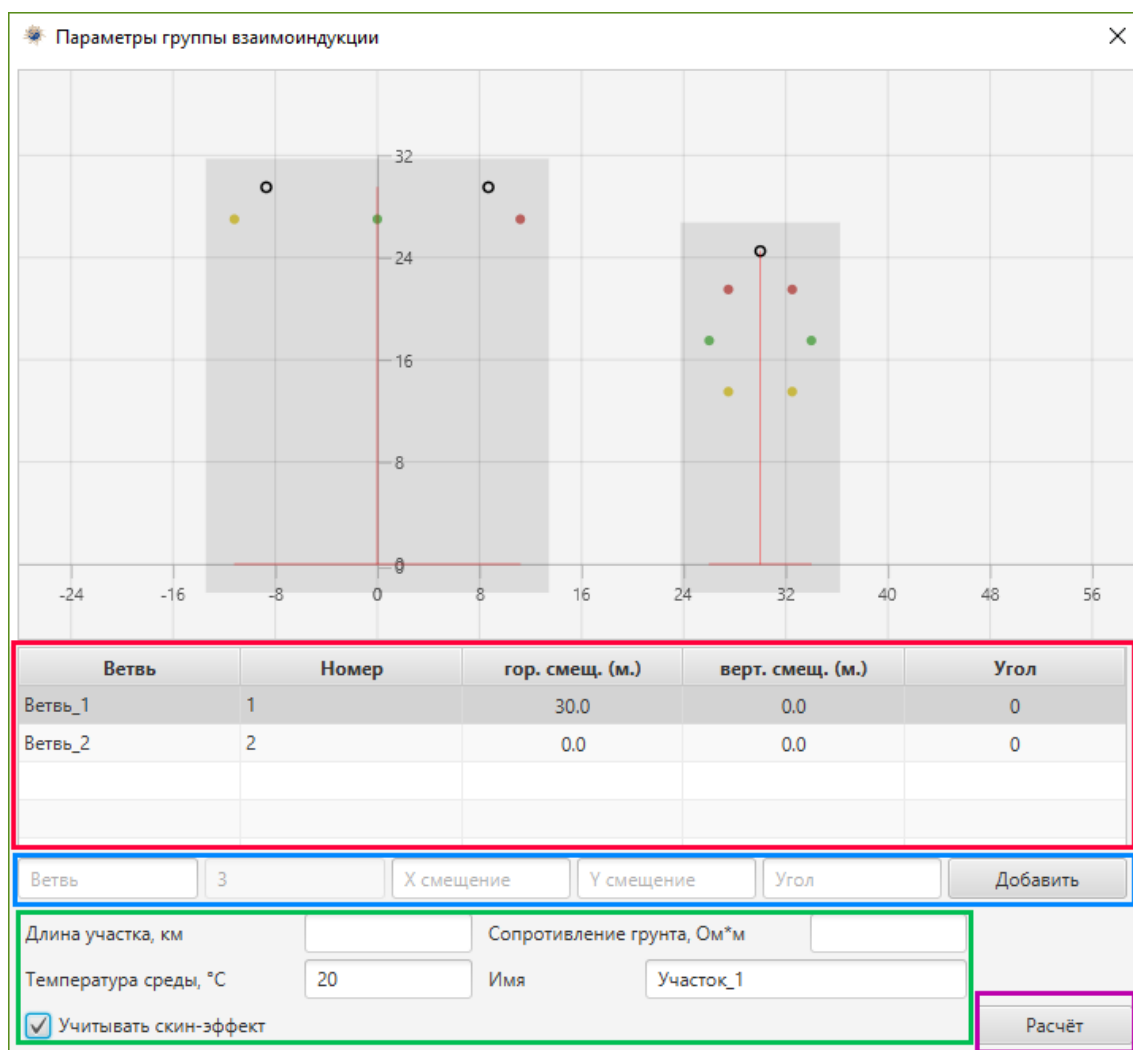 Параметры группы взаимоиндукции
32
24
16
8
0
0
-24 -16 -8 0 8 16 24 32 40 48 56
Ветвь Номер гор. смещ. (м.) верт. смещ. (м.) Угол
Ветвь_1 1 30.0 0.0 0
Ветвь_2 2 0.0 0.0 0
Ветвь 3 X смещение Y смещение Угол Добавить
Длина участка, км Сопротивление грунта, Ом*м
Температура среды, °C 20 Имя Участок_1
Учитывать скин-эффект Расчёт